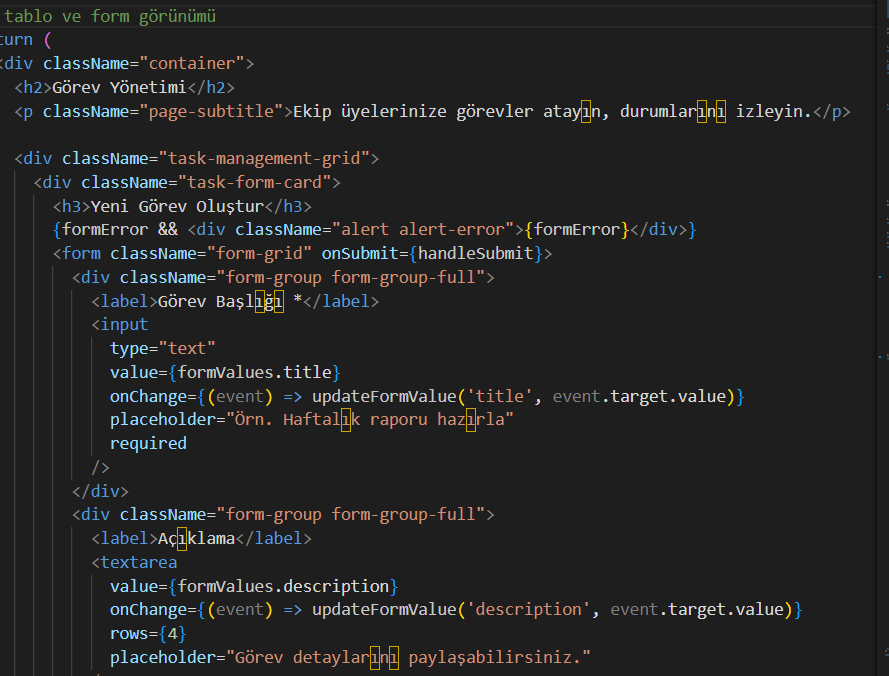 tablo ve form görünümü
turn (
<div className="container">
<h2>Görev Yönetimi</h2>
<p className="page-subtitle">Ekip üyelerinize görevler atayın, durumlarını izleyin.</p>
<div className="task-management-grid">
<div className="task-form-card">
<h3>Yeni Görev Oluştur</h3>
{formError && <div className="alert alert-error">{formError}</div>}
<form className="form-grid" onSubmit={handleSubmit}>
<div className="form-group form-group-full">
<label>Görev Başlığı *</label>
<input
type="text"
value={formValues.title}
onChange={(event) => updateFormValue('title', event.target.value)}
placeholder="Örn. Haftalık raporu hazırla"
required
/>
</div>
<div className="form-group form-group-full">
<label>Açıklama</label>
<textarea
value={formValues.description}
onChange={(event) => updateFormValue('description', event.target.value)}
rows={4}
placeholder="Görev detaylarını paylaşabilirsiniz."